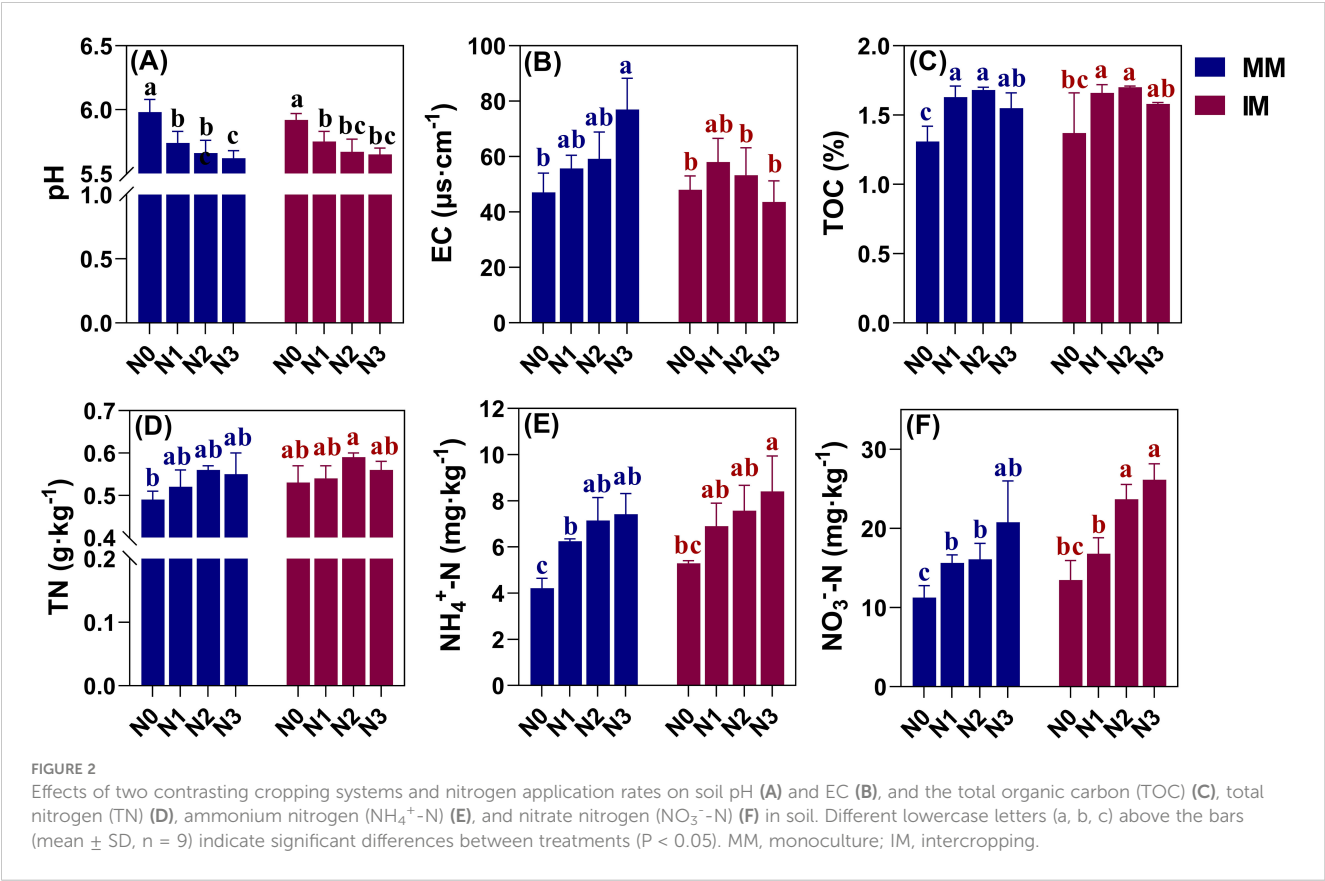 (A)
6.5
6.0
5.5
1.0
0.5
0.0
pH
a
b
b
c
c
a
b
bc
bc
N0 N1 N2 N3 N0 N1 N2 N3
(B)
100
80
60
40
20
0
EC (μs·cm⁻¹)
b
ab
ab
a
b
ab
b
b
N0 N1 N2 N3 N0 N1 N2 N3
(C)
2.0
1.5
1.0
0.5
0.0
TOC (%)
c
a
a
ab
bc
a
a
ab
N0 N1 N2 N3 N0 N1 N2 N3
MM
IM
(D)
0.7
0.6
0.5
0.4
0.2
0.1
0.0
TN (g·kg⁻¹)
b
ab
ab
ab
ab
ab
a
ab
N0 N1 N2 N3 N0 N1 N2 N3
(E)
12
10
8
6
4
2
0
NH₄⁺-N (mg·kg⁻¹)
c
b
ab
ab
bc
ab
ab
a
N0 N1 N2 N3 N0 N1 N2 N3
(F)
30
20
10
0
NO₃⁻-N (mg·kg⁻¹)
c
b
b
ab
bc
b
a
a
N0 N1 N2 N3 N0 N1 N2 N3
FIGURE 2
Effects of two contrasting cropping systems and nitrogen application rates on soil pH (A) and EC (B), and the total organic carbon (TOC) (C), total
nitrogen (TN) (D), ammonium nitrogen (NH₄⁺-N) (E), and nitrate nitrogen (NO₃⁻-N) (F) in soil. Different lowercase letters (a, b, c) above the bars
(mean ± SD, n = 9) indicate significant differences between treatments (P < 0.05). MM, monoculture; IM, intercropping.